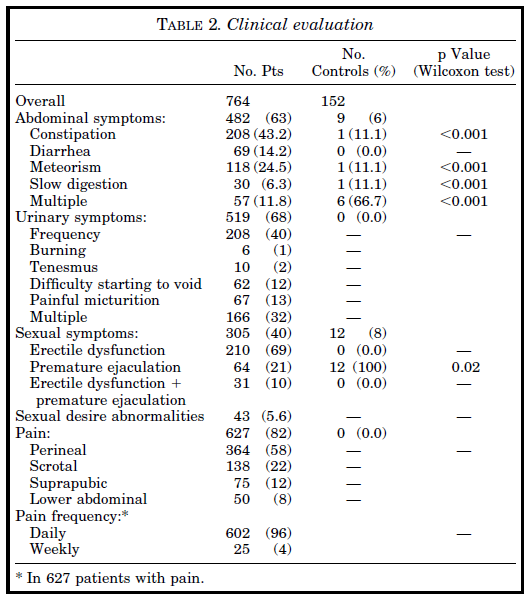 TABLE 2. Clinical evaluation
No. p Value
No. Pts Controls (%) (Wilcoxon test)
Overall 764 152
Abdominal symptoms: 482 (63) 9 (6)
Constipation 208 (43.2) 1 (11.1) <0.001
Diarrhea 69 (14.2) 0 (0.0) —
Meteorism 118 (24.5) 1 (11.1) <0.001
Slow digestion 30 (6.3) 1 (11.1) <0.001
Multiple 57 (11.8) 6 (66.7) <0.001
Urinary symptoms: 519 (68) 0 (0.0)
Frequency 208 (40) — —
Burning 6 (1) —
Tenesmus 10 (2) —
Difficulty starting to void 62 (12) —
Painful micturition 67 (13) —
Multiple 166 (32) —
Sexual symptoms: 305 (40) 12 (8)
Erectile dysfunction 210 (69) 0 (0.0) —
Premature ejaculation 64 (21) 12 (100) 0.02
Erectile dysfunction + 31 (10) 0 (0.0) —
premature ejaculation
Sexual desire abnormalities 43 (5.6) — —
Pain: 627 (82) 0 (0.0)
Perineal 364 (58) — —
Scrotal 138 (22) —
Suprapubic 75 (12) —
Lower abdominal 50 (8) —
Pain frequency:*
Daily 602 (96) —
Weekly 25 (4)
* In 627 patients with pain.